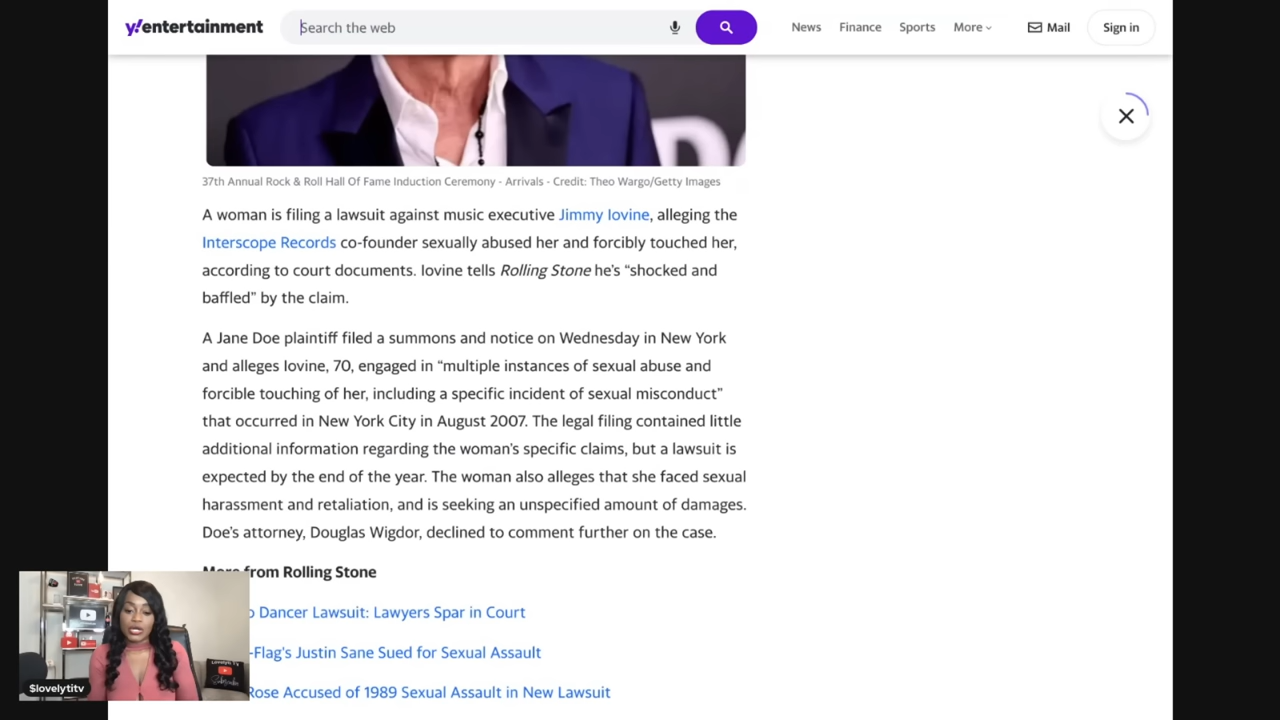 y!entertainment
Search the web
News Finance Sports More Mail Sign in
37th Annual Rock & Roll Hall Of Fame Induction Ceremony - Arrivals - Credit: Theo Wargo/Getty Images
A woman is filing a lawsuit against music executive Jimmy Iovine, alleging the
Interscope Records co-founder sexually abused her and forcibly touched her,
according to court documents. Iovine tells Rolling Stone he's “shocked and
baffled” by the claim.
A Jane Doe plaintiff filed a summons and notice on Wednesday in New York
and alleges Iovine, 70, engaged in “multiple instances of sexual abuse and
forcible touching of her, including a specific incident of sexual misconduct”
that occurred in New York City in August 2007. The legal filing contained little
additional information regarding the woman's specific claims, but a lawsuit is
expected by the end of the year. The woman also alleges that she faced sexual
harassment and retaliation, and is seeking an unspecified amount of damages.
Doe's attorney, Douglas Wigdor, declined to comment further on the case.
More from Rolling Stone
Dancer Lawsuit: Lawyers Spar in Court
-Flag's Justin Sane Sued for Sexual Assault
Rose Accused of 1989 Sexual Assault in New Lawsuit
$lovelytitv